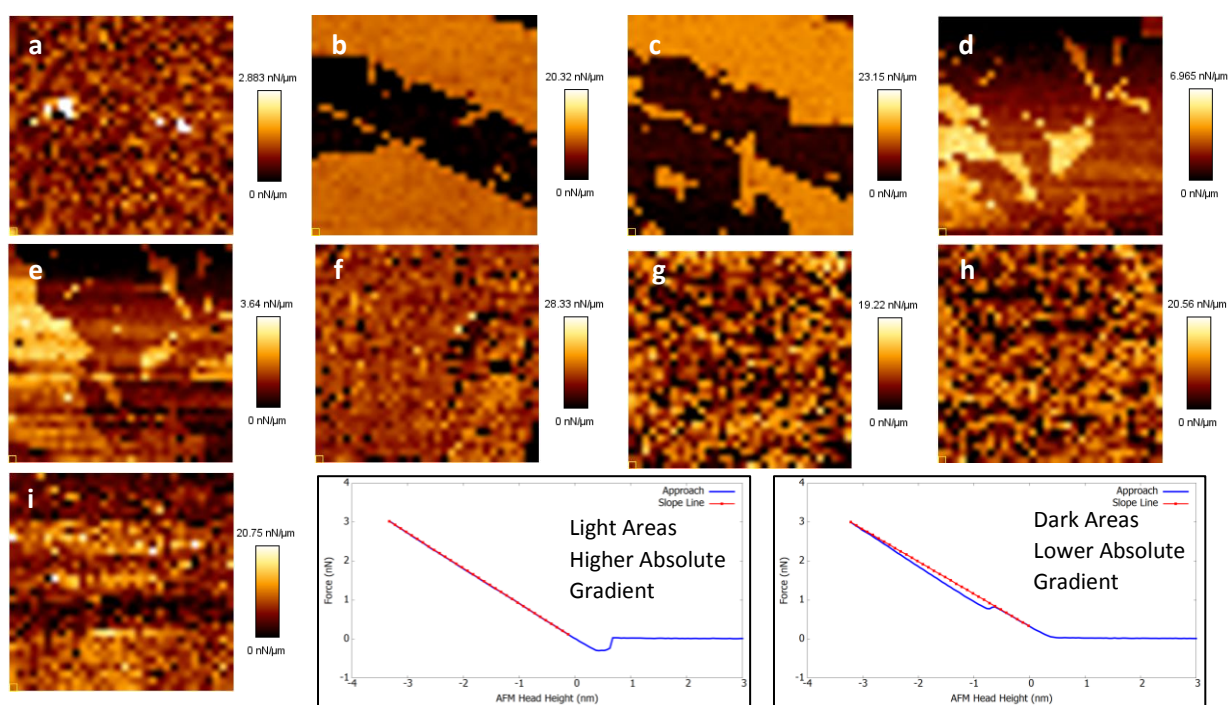 a
2.883 nN/µm
0 nN/µm
b
20.32 nN/µm
0 nN/µm
c
23.15 nN/µm
0 nN/µm
d
6.965 nN/µm
0 nN/µm
e
3.64 nN/µm
0 nN/µm
f
28.33 nN/µm
0 nN/µm
g
19.22 nN/µm
0 nN/µm
h
20.56 nN/µm
0 nN/µm
i
20.75 nN/µm
0 nN/µm
Approach
Slope Line
Light Areas
Higher Absolute
Gradient
Force (nN)
4
3
2
1
0
-1
-4 -3 -2 -1 0 1 2 3
AFM Head Height (nm)
Approach
Slope Line
Dark Areas
Lower Absolute
Gradient
Force (nN)
4
3
2
1
0
-1
-4 -3 -2 -1 0 1 2 3
AFM Head Height (nm)